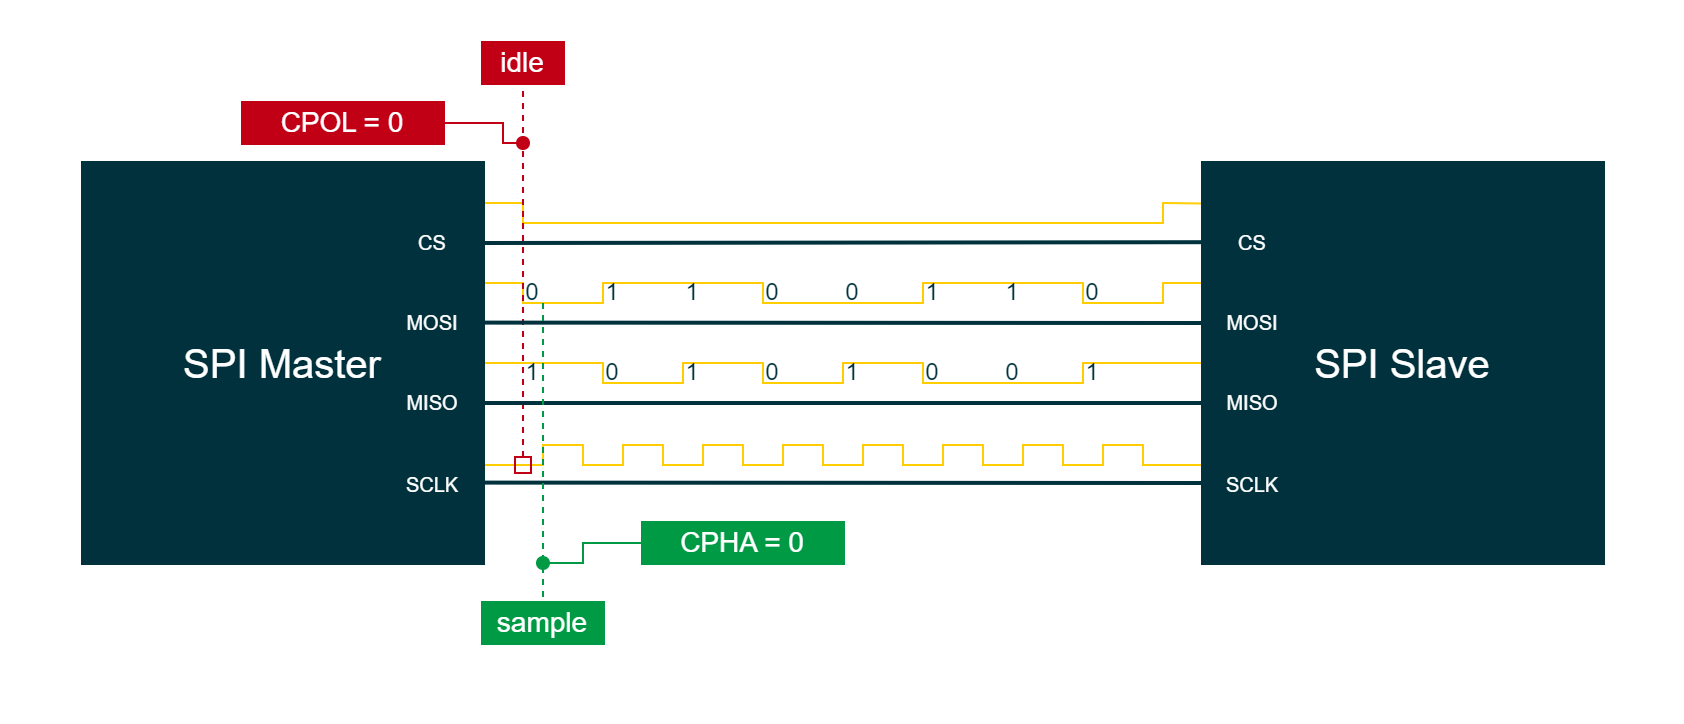 idle
CPOL = 0
CS
CS
0 1 1 0 0 1 1 0
MOSI
MOSI
SPI Master
SPI Slave
1 0 1 0 1 0 0 1
MISO
MISO
SCLK
SCLK
CPHA = 0
sample